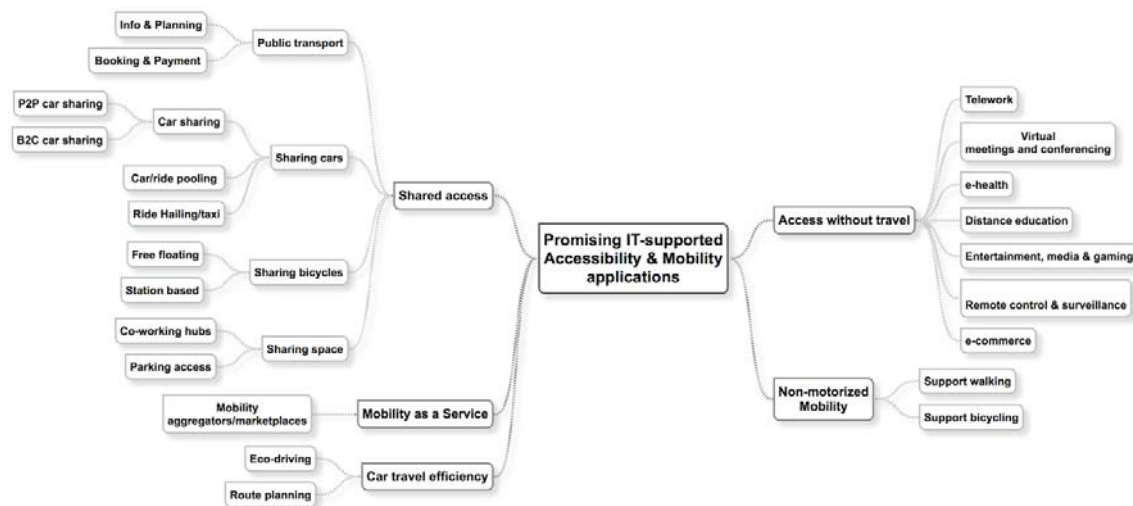 Info & Planning
Booking & Payment
Public transport
P2P car sharing
B2C car sharing
Car sharing
Car/ride pooling
Ride Hailing/taxi
Sharing cars
Free floating
Station based
Sharing bicycles
Co-working hubs
Parking access
Sharing space
Shared access
Mobility
aggregators/marketplaces
Mobility as a Service
Eco-driving
Route planning
Car travel efficiency
Promising IT-supported
Accessibility & Mobility
applications
Access without travel
Telework
Virtual
meetings and conferencing
e-health
Distance education
Entertainment, media & gaming
Remote control & surveillance
e-commerce
Non-motorized
Mobility
Support walking
Support bicycling